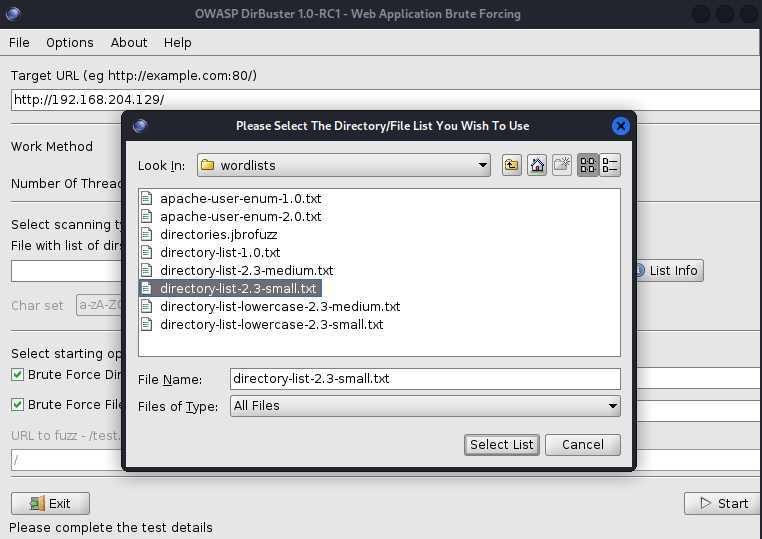 OWASP DirBuster 1.0-RC1 - Web Application Brute Forcing
File Options About Help
Target URL (eg http://example.com:80/)
http://192.168.204.129/
Please Select The Directory/File List You Wish To Use
Work Method
Look In: wordlists
Number Of Threa
apache-user-enum-1.0.txt
apache-user-enum-2.0.txt
directories.jbrofuzz
directory-list-1.0.txt
directory-list-2.3-medium.txt
directory-list-2.3-small.txt
directory-list-lowercase-2.3-medium.txt
directory-list-lowercase-2.3-small.txt
Select scanning ty
File with list of dirs
List Info
Char set a-zA-Z0
File Name: directory-list-2.3-small.txt
Files of Type: All Files
Select List Cancel
Select starting op
Brute Force Dir
Brute Force File
URL to fuzz - /test.
/
Exit Start
Please complete the test details